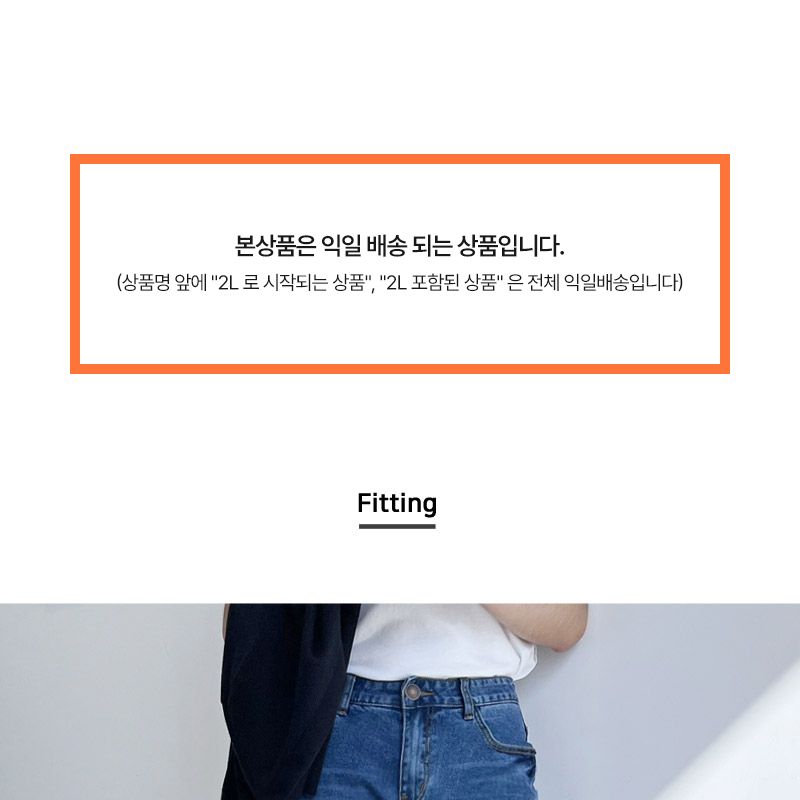 본상품은 익일 배송 되는 상품입니다.
(상품명 앞에 "2L 로 시작되는 상품", "2L 포함된 상품" 은 전체 익일배송입니다)
Fitting